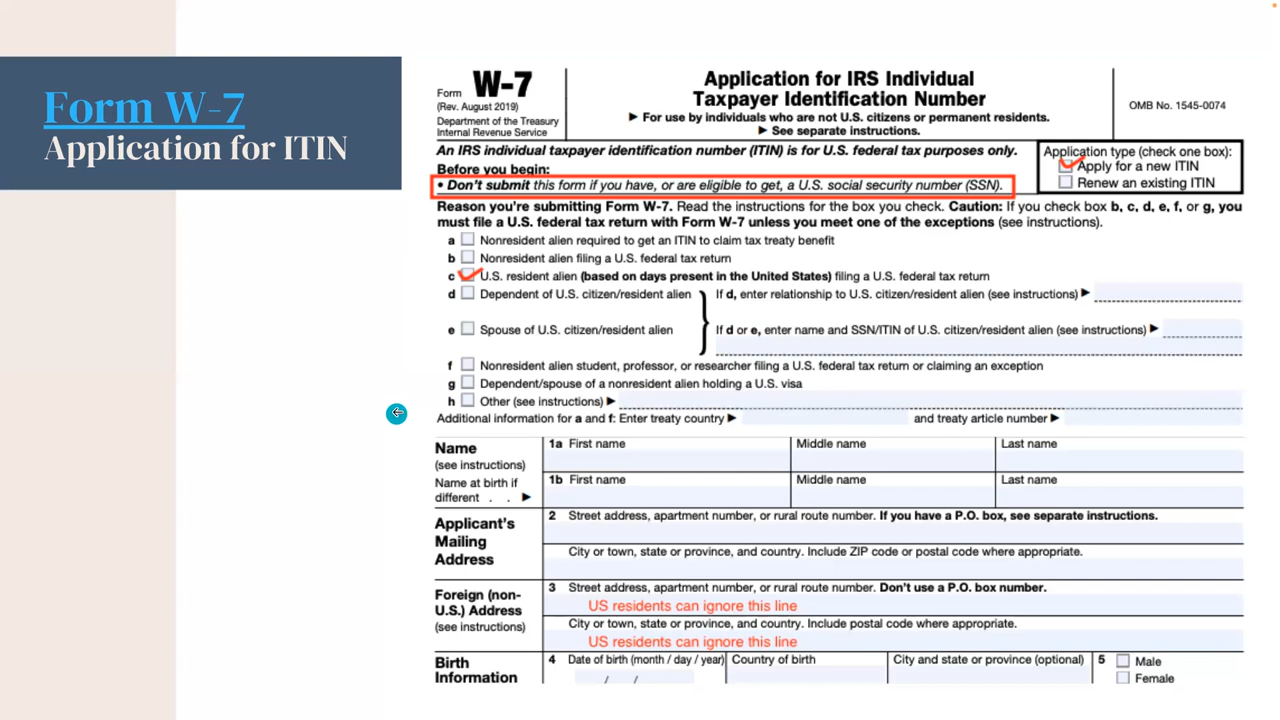 Form W-7
Application for ITIN
Form W-7
(Rev. August 2019)
Department of the Treasury
Internal Revenue Service
Application for IRS Individual
Taxpayer Identification Number
▶ For use by individuals who are not U.S. citizens or permanent residents.
▶ See separate instructions.
OMB No. 1545-0074
An IRS individual taxpayer identification number (ITIN) is for U.S. federal tax purposes only.
Before you begin:
• Don't submit this form if you have, or are eligible to get, a U.S. social security number (SSN).
Application type (check one box):
Apply for a new ITIN
Renew an existing ITIN
Reason you're submitting Form W-7. Read the instructions for the box you check. Caution: If you check box b, c, d, e, f, or g, you
must file a U.S. federal tax return with Form W-7 unless you meet one of the exceptions (see instructions).
a Nonresident alien required to get an ITIN to claim tax treaty benefit
b Nonresident alien filing a U.S. federal tax return
c U.S. resident alien (based on days present in the United States) filing a U.S. federal tax return
d Dependent of U.S. citizen/resident alien If d, enter relationship to U.S. citizen/resident alien (see instructions) ▶
e Spouse of U.S. citizen/resident alien If d or e, enter name and SSN/ITIN of U.S. citizen/resident alien (see instructions) ▶
f Nonresident alien student, professor, or researcher filing a U.S. federal tax return or claiming an exception
g Dependent/spouse of a nonresident alien holding a U.S. visa
h Other (see instructions) ▶
Additional information for a and f: Enter treaty country ▶ and treaty article number ▶
Name
(see instructions)
1a First name Middle name Last name
Name at birth if
different . . ▶
1b First name Middle name Last name
Applicant's
Mailing
Address
2 Street address, apartment number, or rural route number. If you have a P.O. box, see separate instructions.
City or town, state or province, and country. Include ZIP code or postal code where appropriate.
Foreign (non-
U.S.) Address
(see instructions)
3 Street address, apartment number, or rural route number. Don't use a P.O. box number.
US residents can ignore this line
City or town, state or province, and country. Include postal code where appropriate.
US residents can ignore this line
Birth
Information
4 Date of birth (month / day / year) Country of birth City and state or province (optional) 5 Male
/ / Female